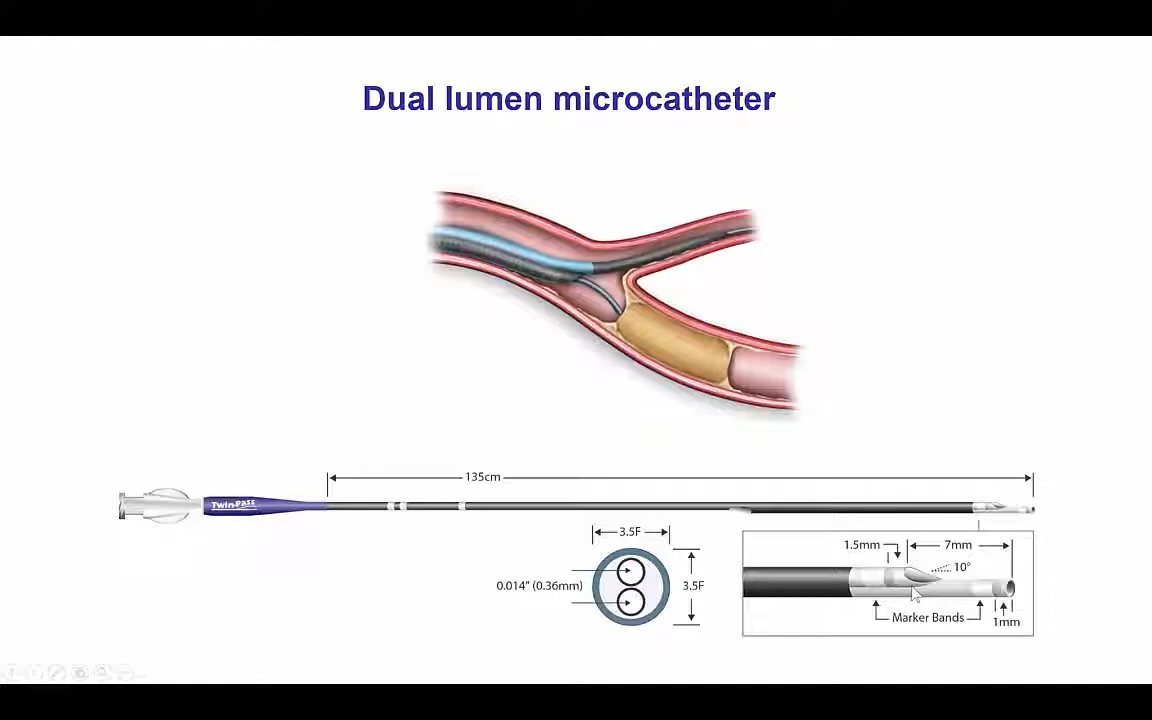 Dual lumen microcatheter
135cm
Twin-Pass
3.5F
0.014" (0.36mm)
3.5F
1.5mm
7mm
10°
Marker Bands
1mm